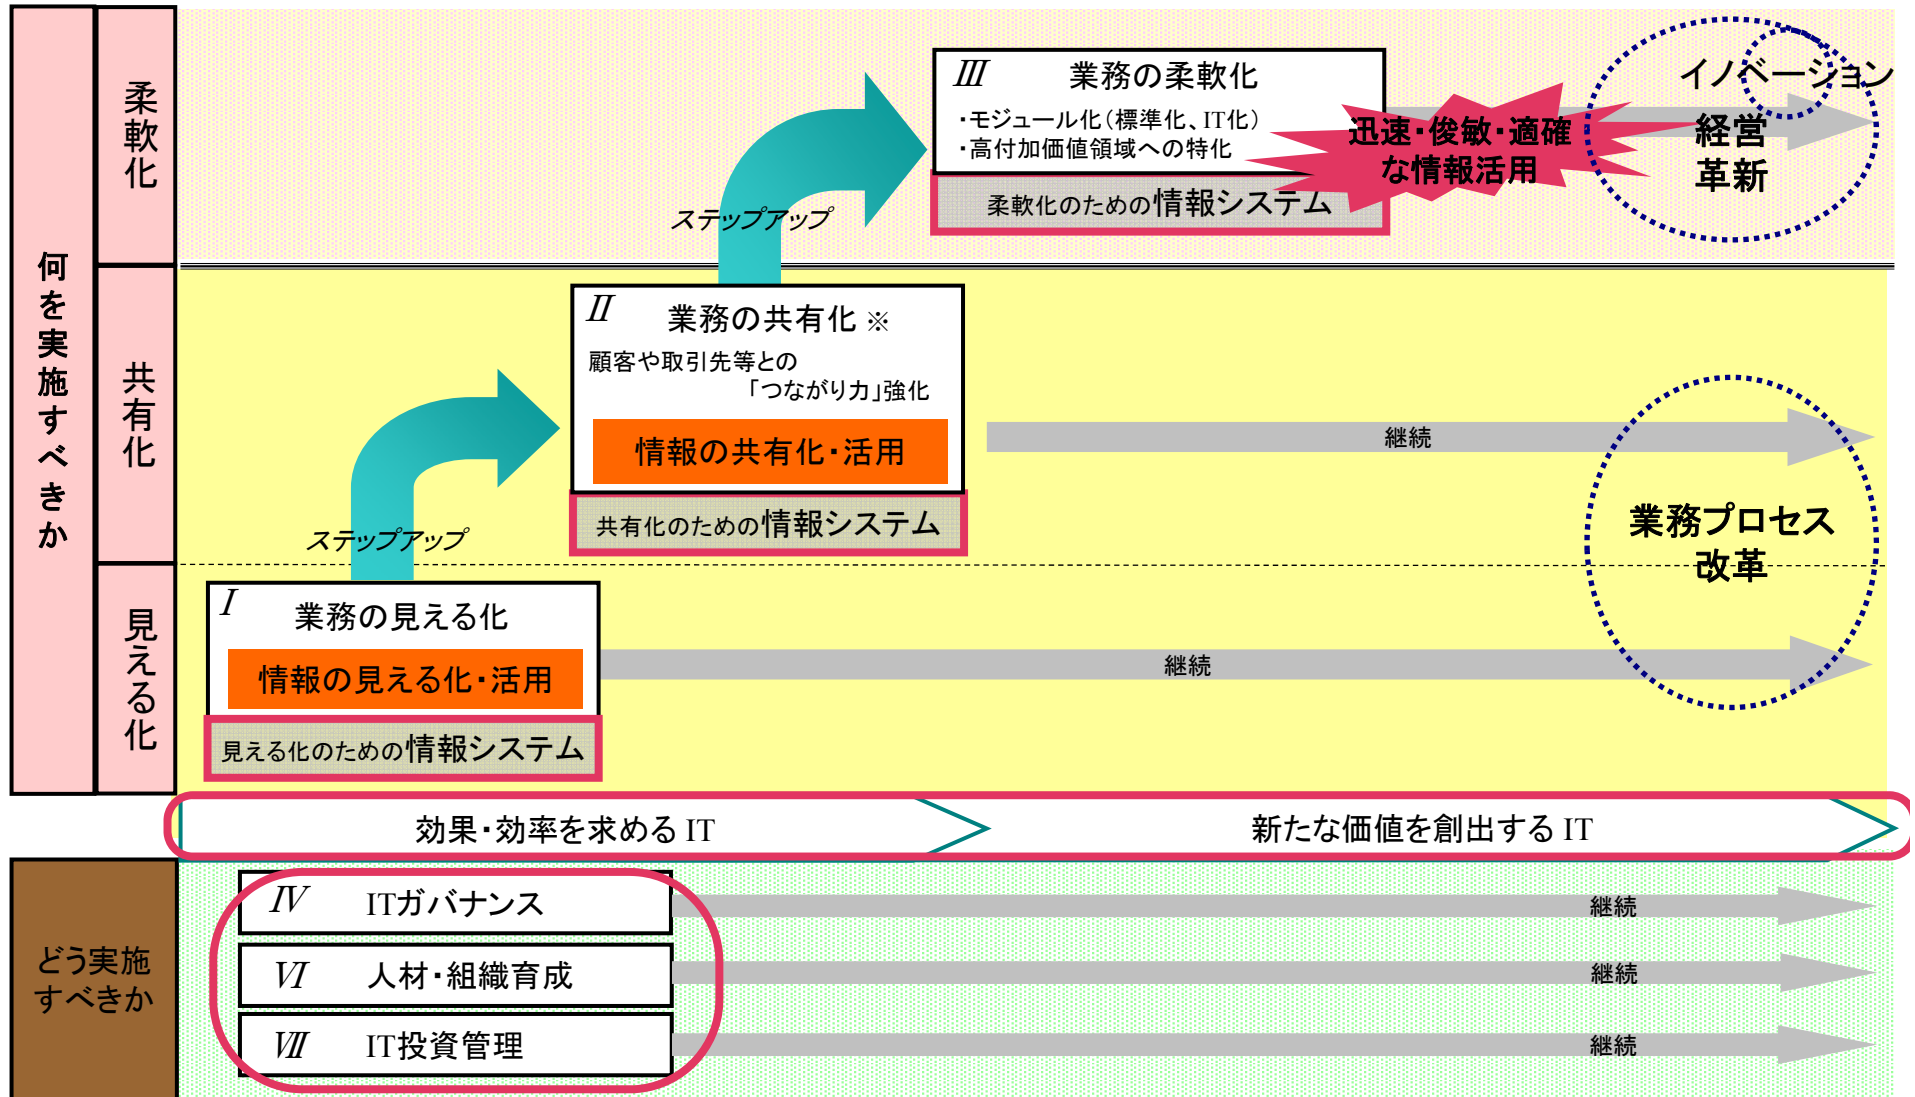 何を実施すべきか
柔軟化
共有化
見える化
Ⅲ 業務の柔軟化
・モジュール化(標準化、IT化)
・高付加価値領域への特化
柔軟化のための情報システム
迅速・俊敏・適確
な情報活用
イノベーション
経営
革新
ステップアップ
Ⅱ 業務の共有化 ※
顧客や取引先等との
「つながり力」強化
情報の共有化・活用
共有化のための情報システム
継続
業務プロセス
改革
ステップアップ
Ⅰ 業務の見える化
情報の見える化・活用
見える化のための情報システム
継続
効果・効率を求める IT
新たな価値を創出する IT
どう実施
すべきか
Ⅳ ITガバナンス
継続
Ⅵ 人材・組織育成
継続
Ⅶ IT投資管理
継続